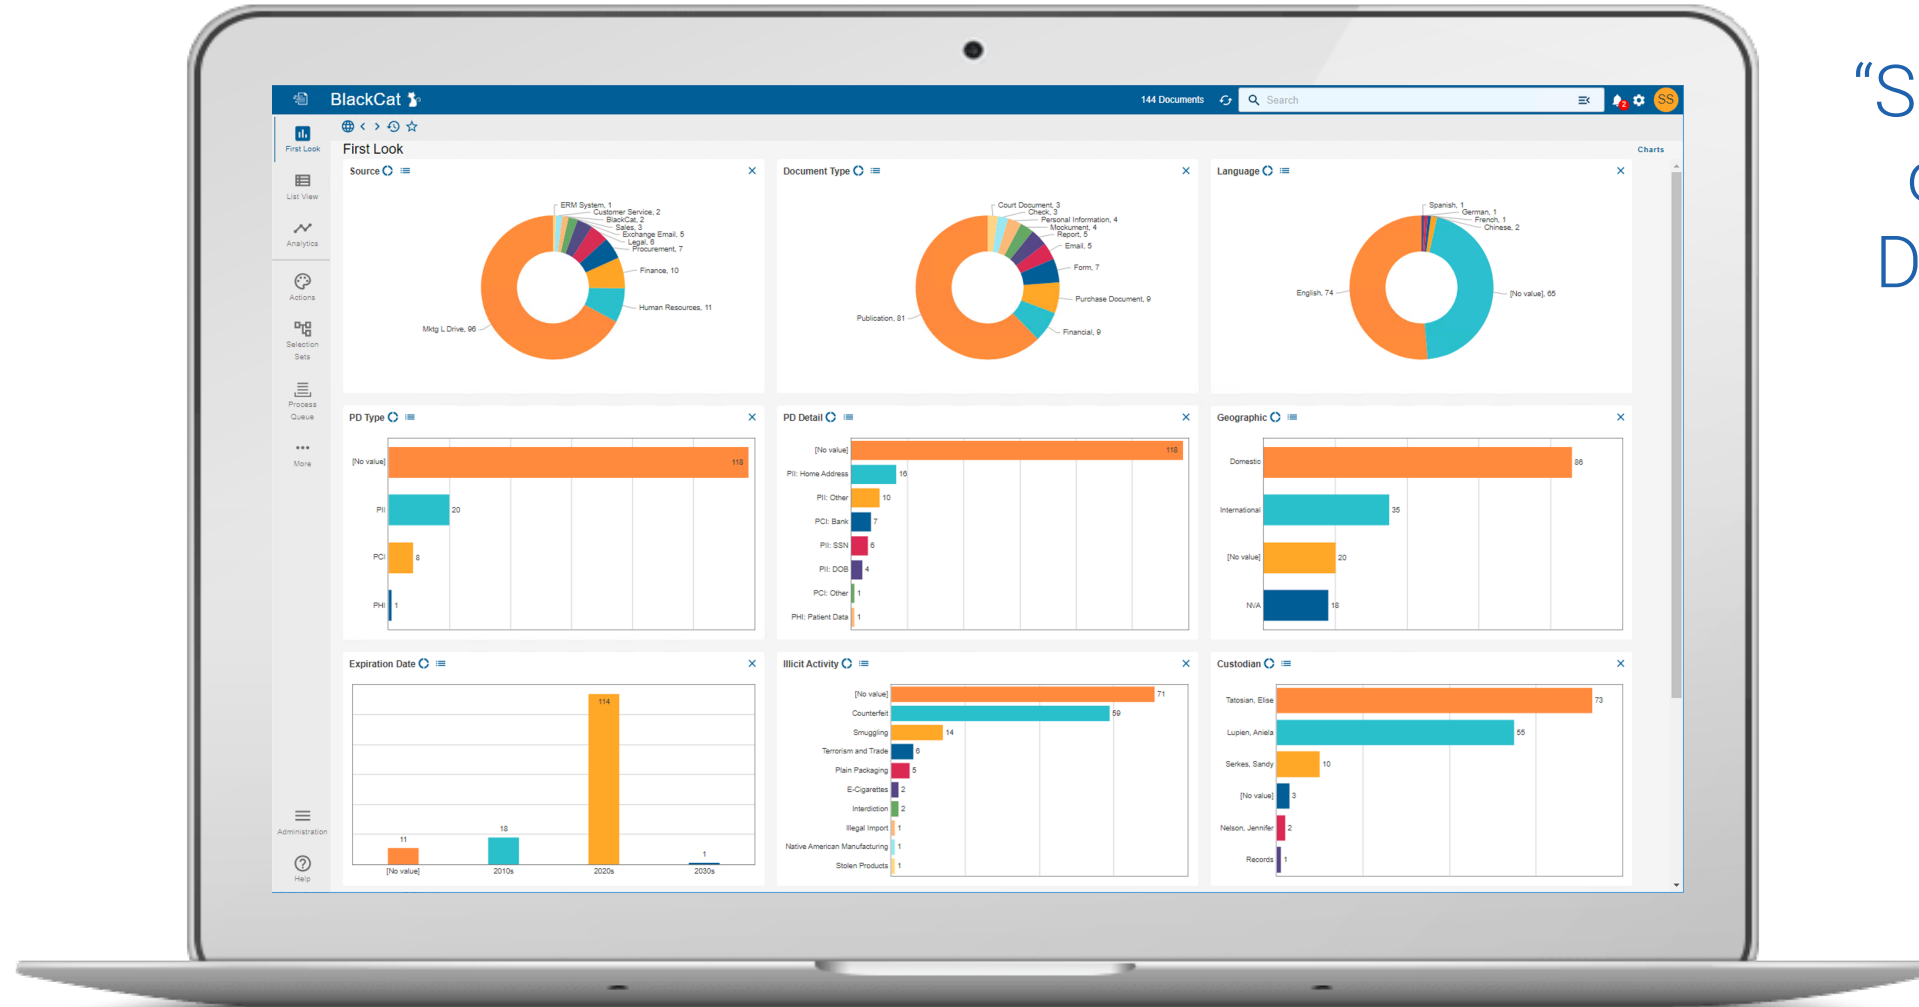 BlackCat
144 Documents
Search
2
SS
First Look
List View
Analytics
Actions
Selection
Sets
Process
Queue
More
Administration
Help
First Look
Charts
Source
ERM System, 1
Customer Service, 2
BlackCat, 2
Sales, 3
Exchange Email, 5
Legal, 6
Procurement, 7
Finance, 10
Human Resources, 11
Mktg L Drive, 96
Document Type
Court Document, 3
Check, 3
Personal Information, 4
Mockument, 4
Report, 5
Email, 5
Form, 7
Purchase Document, 9
Financial, 9
Publication, 81
Language
Spanish, 1
German, 1
French, 1
Chinese, 2
English, 74
[No value], 65
PD Type
[No value] 118
PII 20
PCI 8
PHI 1
PD Detail
[No value] 118
PII: Home Address 16
PII: Other 10
PCI: Bank 7
PII: SSN 6
PII: DOB 4
PCI: Other 1
PHI: Patient Data 1
Geographic
Domestic 86
International 35
[No value] 20
N\A 18
Expiration Date
11 18 114 1
[No value] 2010s 2020s 2030s
Illicit Activity
[No value] 71
Counterfeit 59
Smuggling 14
Terrorism and Trade 6
Plain Packaging 5
E-Cigarettes 2
Interdiction 2
Illegal Import 1
Native American Manufacturing 1
Stolen Products 1
Custodian
Tatosian, Elise 73
Lupien, Aniela 55
Serkes, Sandy 10
[No value] 3
Nelson, Jennifer 2
Records 1
“S
D